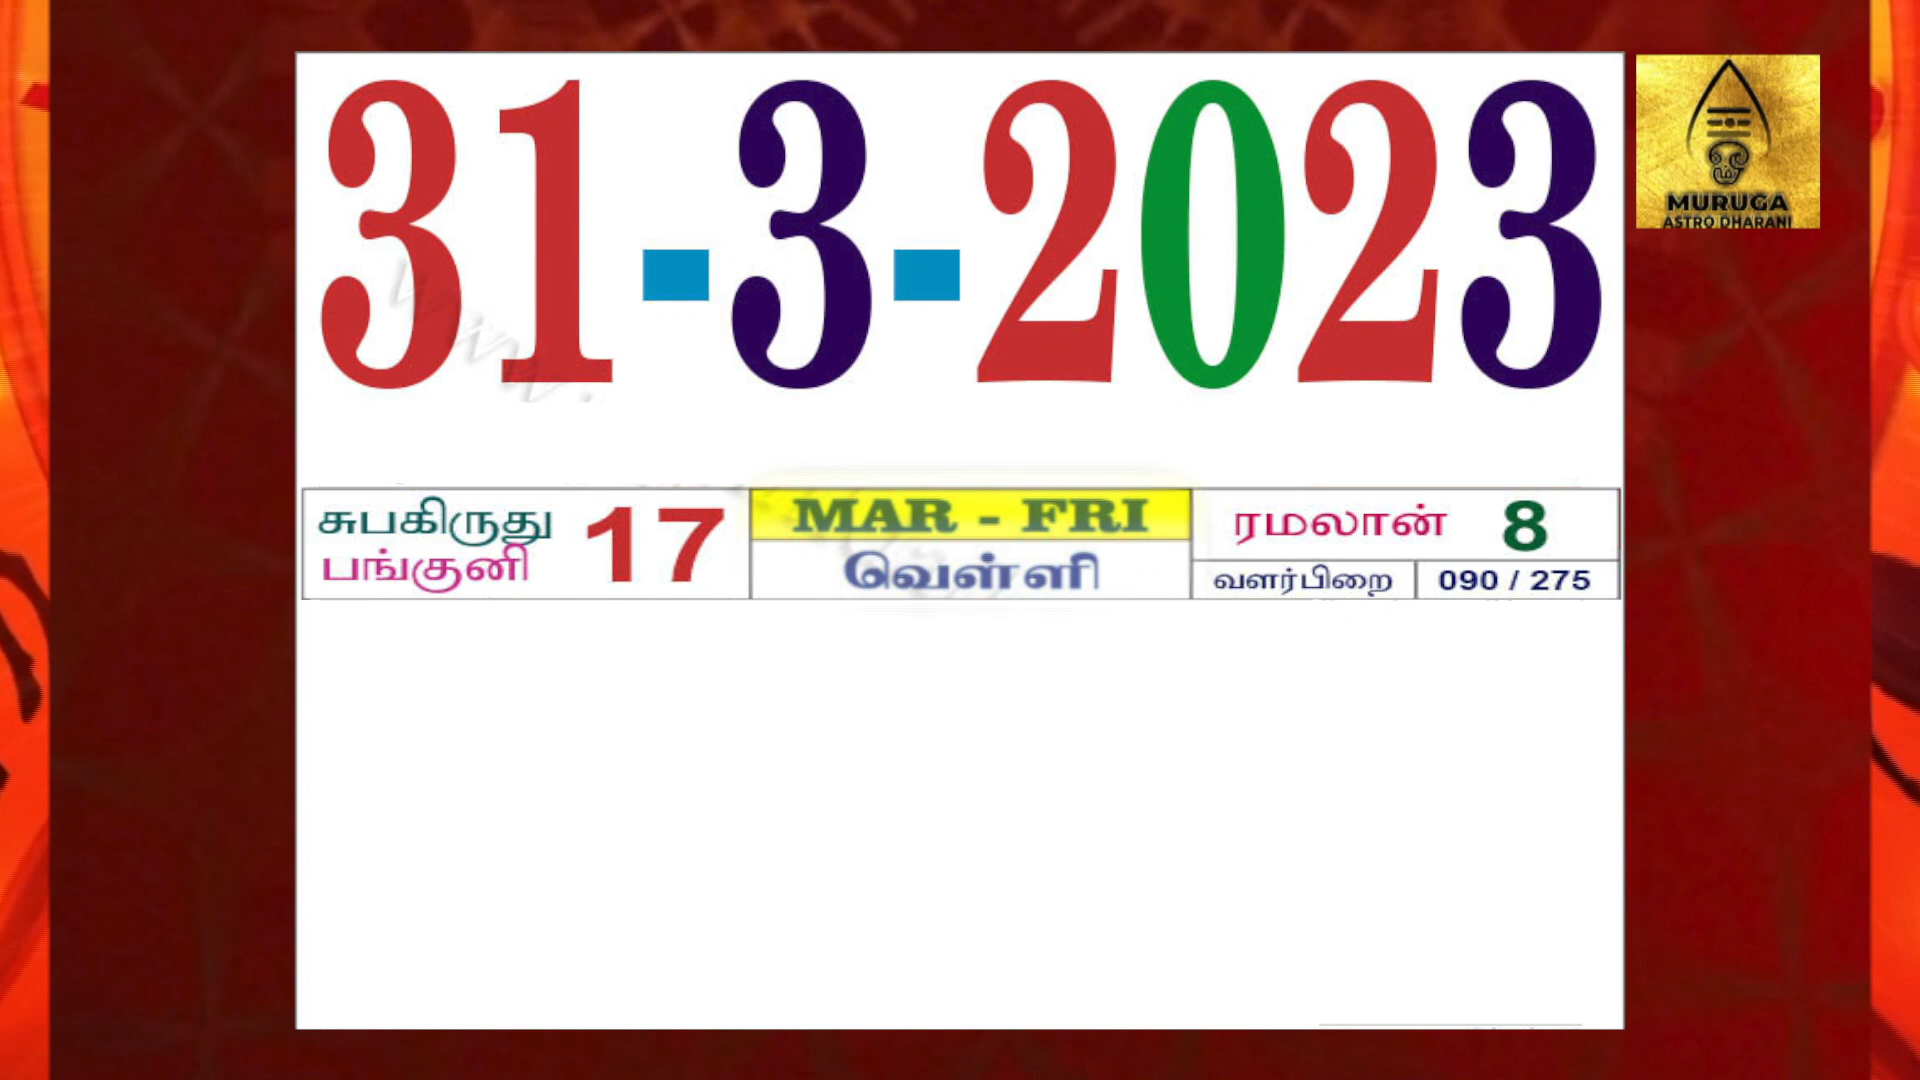 31-3-2023
MURUGA
ASTRO DHARANI
சுபகிருது
பங்குனி
17
MAR - FRI
வெள்ளி
ரமலான் 8
வளர்பிறை
090 / 275